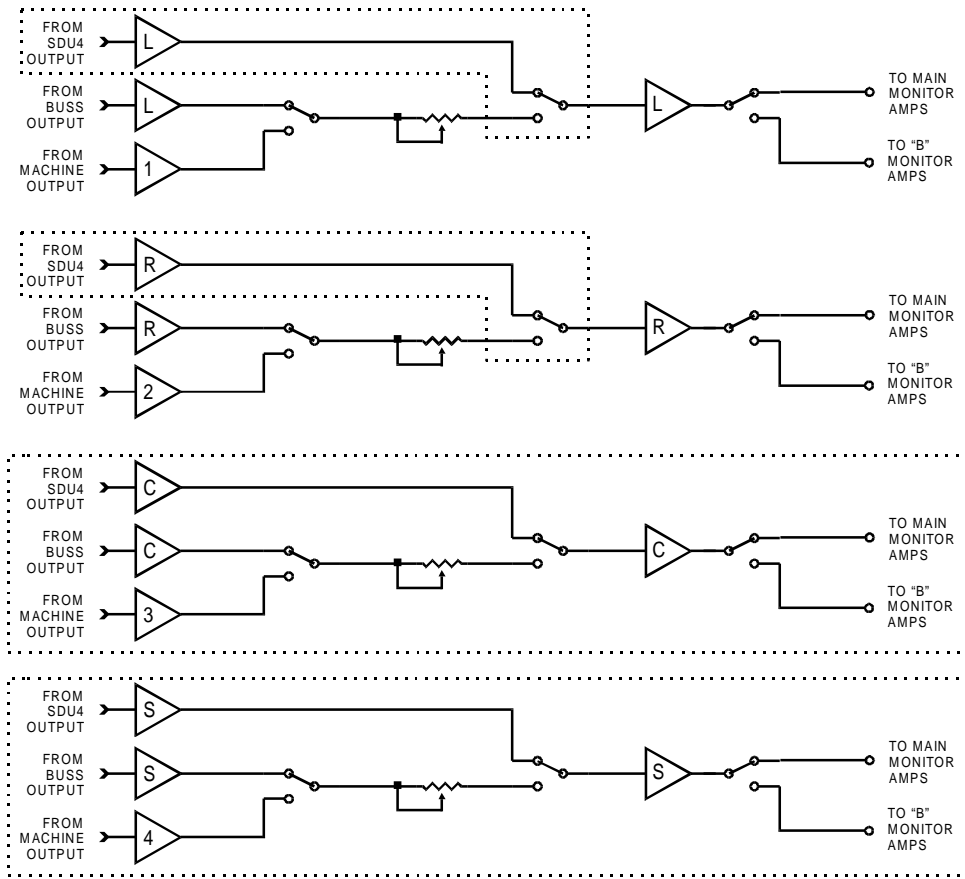 FROM
SDU4
OUTPUT
L
FROM
BUSS
OUTPUT
L
FROM
MACHINE
OUTPUT
1
L
TO MAIN
MONITOR
AMPS
TO “B”
MONITOR
AMPS
FROM
SDU4
OUTPUT
R
FROM
BUSS
OUTPUT
R
FROM
MACHINE
OUTPUT
2
R
TO MAIN
MONITOR
AMPS
TO “B”
MONITOR
AMPS
FROM
SDU4
OUTPUT
C
FROM
BUSS
OUTPUT
C
FROM
MACHINE
OUTPUT
3
C
TO MAIN
MONITOR
AMPS
TO “B”
MONITOR
AMPS
FROM
SDU4
OUTPUT
S
FROM
BUSS
OUTPUT
S
FROM
MACHINE
OUTPUT
4
S
TO MAIN
MONITOR
AMPS
TO “B”
MONITOR
AMPS